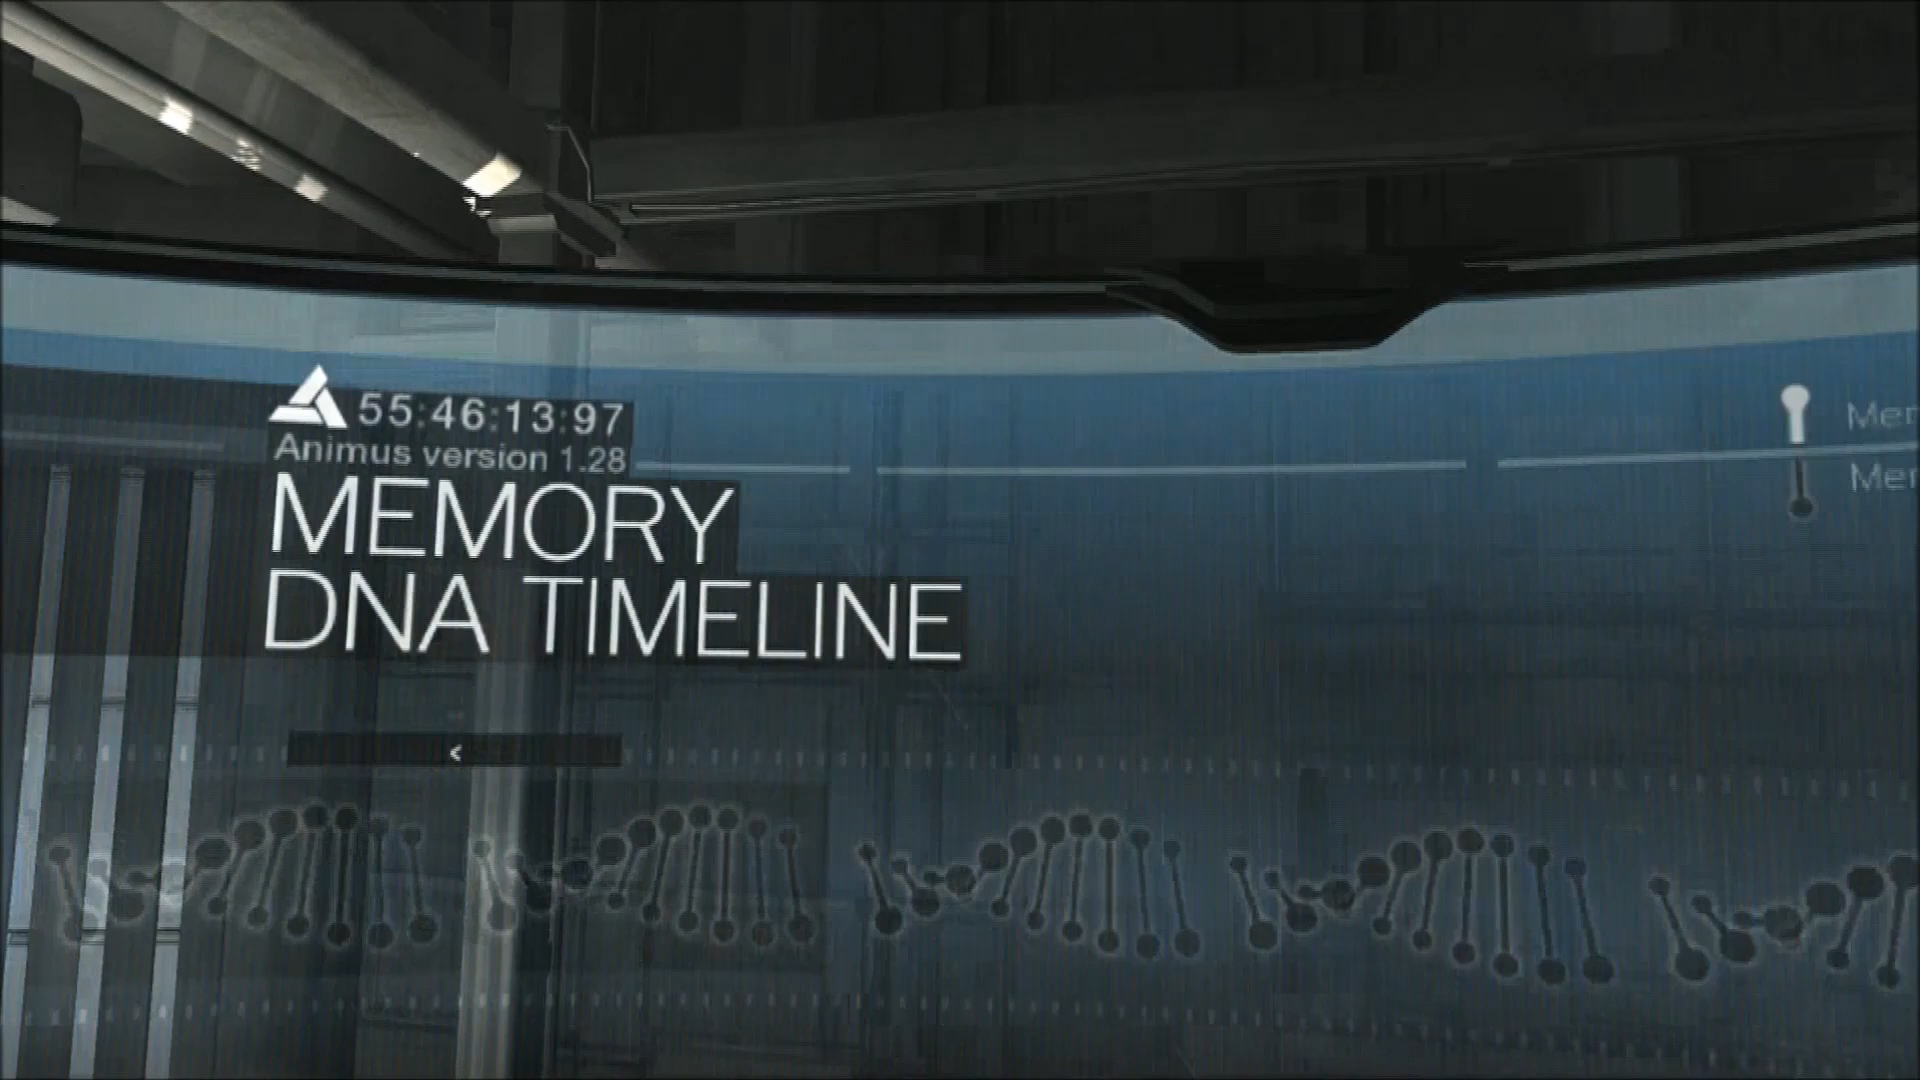 55:46:13:97
Animus version 1.28
MEMORY
DNA TIMELINE
<